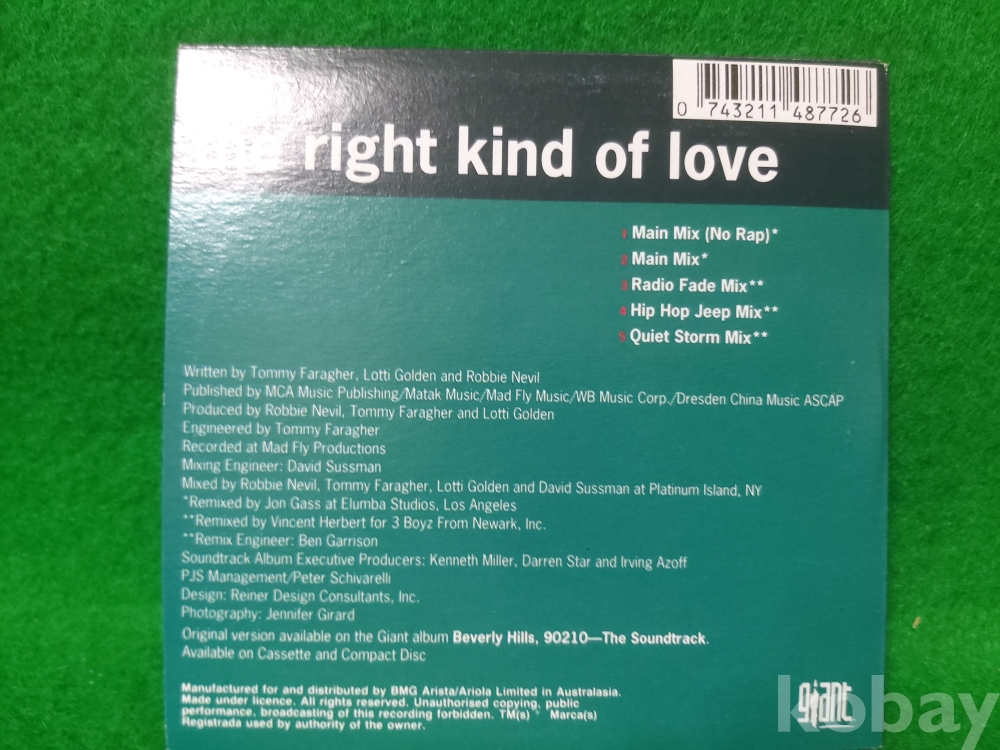 0 743211 487726
the right kind of love
1 Main Mix (No Rap)*
2 Main Mix*
3 Radio Fade Mix**
4 Hip Hop Jeep Mix**
5 Quiet Storm Mix**
Written by Tommy Faragher, Lotti Golden and Robbie Nevil
Published by MCA Music Publishing/Matak Music/Mad Fly Music/WB Music Corp./Dresden China Music ASCAP
Produced by Robbie Nevil, Tommy Faragher and Lotti Golden
Engineered by Tommy Faragher
Recorded at Mad Fly Productions
Mixing Engineer: David Sussman
Mixed by Robbie Nevil, Tommy Faragher, Lotti Golden and David Sussman at Platinum Island, NY
*Remixed by Jon Gass at Elumba Studios, Los Angeles
**Remixed by Vincent Herbert for 3 Boyz From Newark, Inc.
**Remix Engineer: Ben Garrison
Soundtrack Album Executive Producers: Kenneth Miller, Darren Star and Irving Azoff
PJS Management/Peter Schivarelli
Design: Reiner Design Consultants, Inc.
Photography: Jennifer Girard
Original version available on the Giant album Beverly Hills, 90210—The Soundtrack.
Available on Cassette and Compact Disc
Manufactured for and distributed by BMG Arista/Ariola Limited in Australasia.
Made under licence. All rights reserved. Unauthorised copying, public
performance, broadcasting of this recording forbidden. TM(s) * Marca(s)
Registrada used by authority of the owner.
giant
kobay